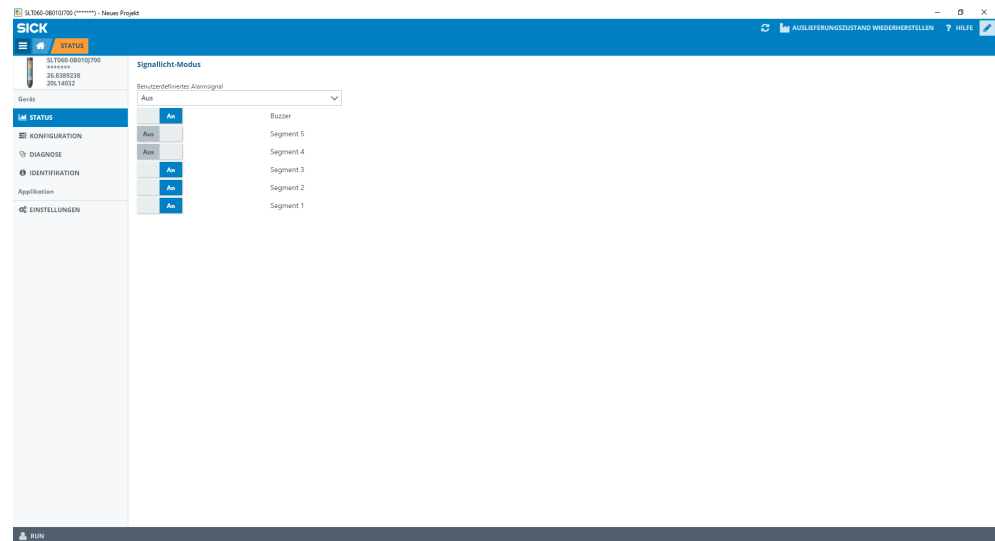 SLT060-0B010J700 (*******) - Neues Projekt
SICK
AUSLIEFERUNGSZUSTAND WIEDERHERSTELLEN
? HILFE
STATUS
SLT060-0B010J700
*******
26.8389238
20L14032
Gerät
STATUS
KONFIGURATION
DIAGNOSE
IDENTIFIKATION
Applikation
EINSTELLUNGEN
Signallicht-Modus
Benutzerdefiniertes Alarmsignal
Aus
An Buzzer
Aus Segment 5
Aus Segment 4
An Segment 3
An Segment 2
An Segment 1
RUN